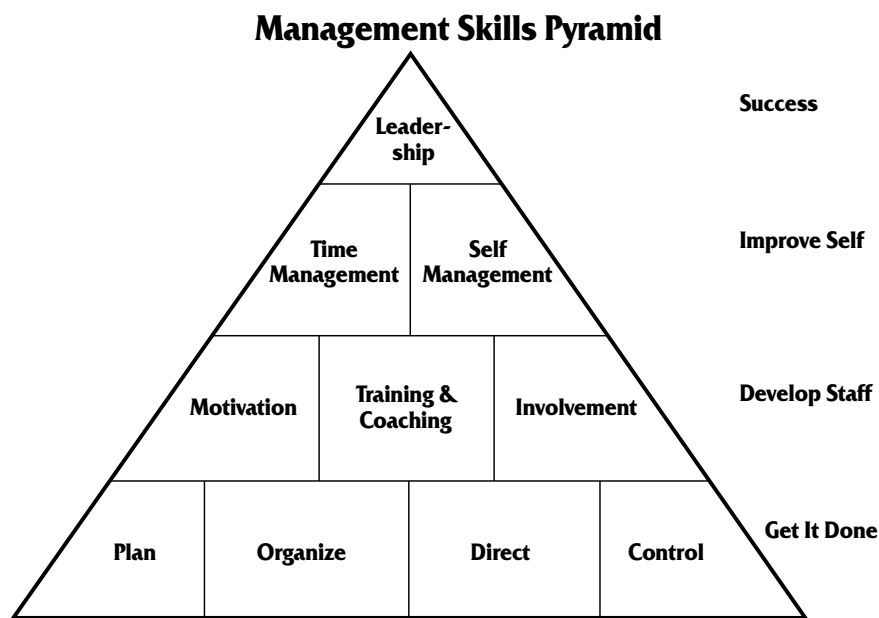 Management Skills Pyramid
Success
Leader-
ship
Improve Self
Time
Management
Self
Management
Develop Staff
Motivation
Training &
Coaching
Involvement
Get It Done
Plan
Organize
Direct
Control